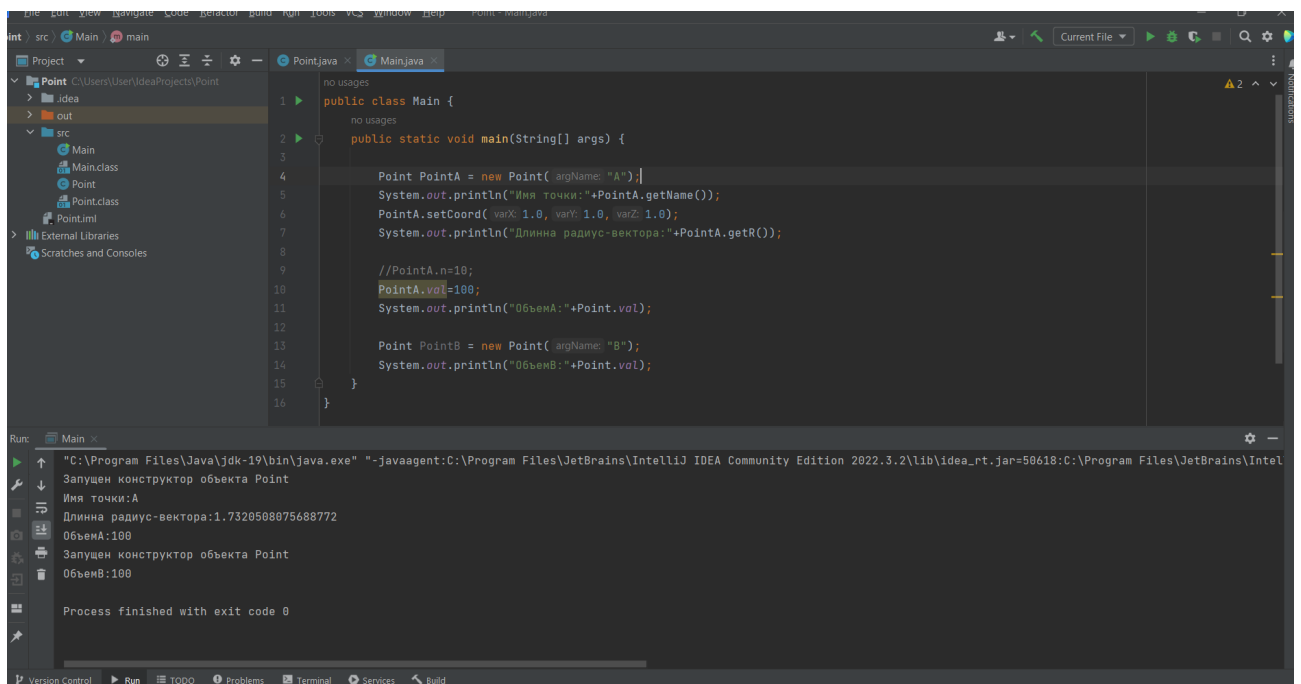 File Edit View Navigate Code Refactor Build Run Tools VCS Window Help Point - Main.java
int src Main main
Current File
Project
Point.java Main.java
Point C:\Users\User\IdeaProjects\Point
.idea
out
src
Main
Main.class
Point
Point.class
Point.iml
External Libraries
Scratches and Consoles
2
Notifications
no usages
1 public class Main {
no usages
2 public static void main(String[] args) {
3
4 Point PointA = new Point( argName: "A");
5 System.out.println("Имя точки:"+PointA.getName());
6 PointA.setCoord( varX: 1.0, varY: 1.0, varZ: 1.0);
7 System.out.println("Длинна радиус-вектора:"+PointA.getR());
8
9 //PointA.n=10;
10 PointA.val=100;
11 System.out.println("ОбъемА:"+Point.val);
12
13 Point PointB = new Point( argName: "B");
14 System.out.println("ОбъемВ:"+Point.val);
15 }
16 }
Run: Main
"C:\Program Files\Java\jdk-19\bin\java.exe" "-javaagent:C:\Program Files\JetBrains\IntelliJ IDEA Community Edition 2022.3.2\lib\idea_rt.jar=50618:C:\Program Files\JetBrains\Intel
Запущен конструктор объекта Point
Имя точки:A
Длинна радиус-вектора:1.7320508075688772
ОбъемА:100
Запущен конструктор объекта Point
ОбъемВ:100
Process finished with exit code 0
Version Control Run TODO Problems Terminal Services Build